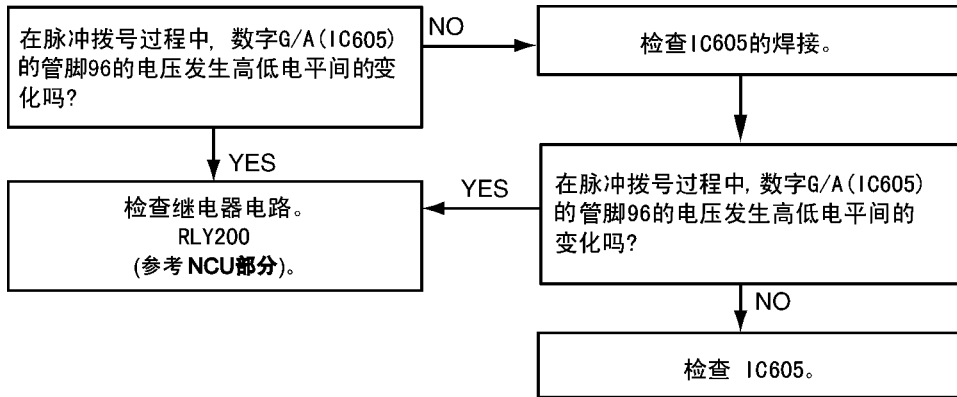 在脉冲拨号过程中, 数字G/A(IC605)
的管脚96的电压发生高低电平间的变
化吗?
NO
检查IC605的焊接。
YES
检查继电器电路。
RLY200
(参考NCU部分)。
YES
在脉冲拨号过程中,数字G/A(IC605)
的管脚96的电压发生高低电平间的
变化吗?
NO
检查 IC605。